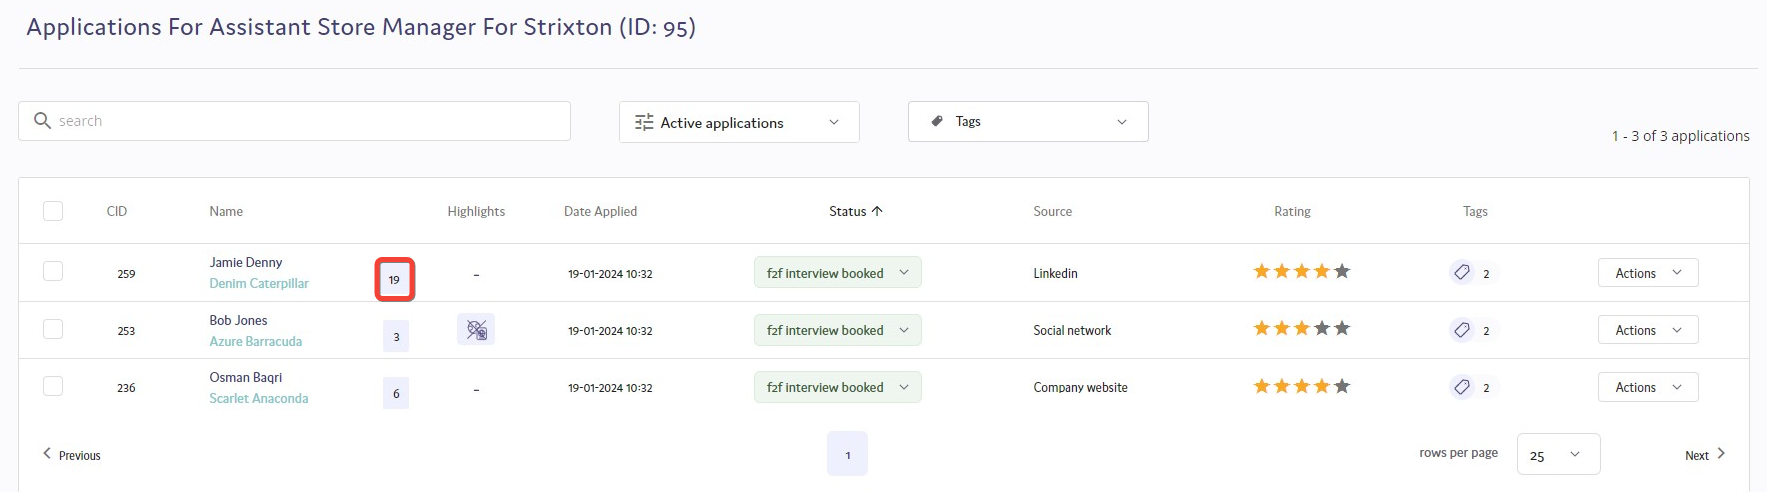 Applications For Assistant Store Manager For Strixton (ID: 95)
search
Active applications
Tags
1 - 3 of 3 applications
CID Name Highlights Date Applied Status Source Rating Tags
259 Jamie Denny 19 - 19-01-2024 10:32 f2f interview booked Linkedin 2 Actions
Denim Caterpillar
253 Bob Jones 3 19-01-2024 10:32 f2f interview booked Social network 2 Actions
Azure Barracuda
236 Osman Baqri 6 - 19-01-2024 10:32 f2f interview booked Company website 2 Actions
Scarlet Anaconda
Previous 1 rows per page 25 Next